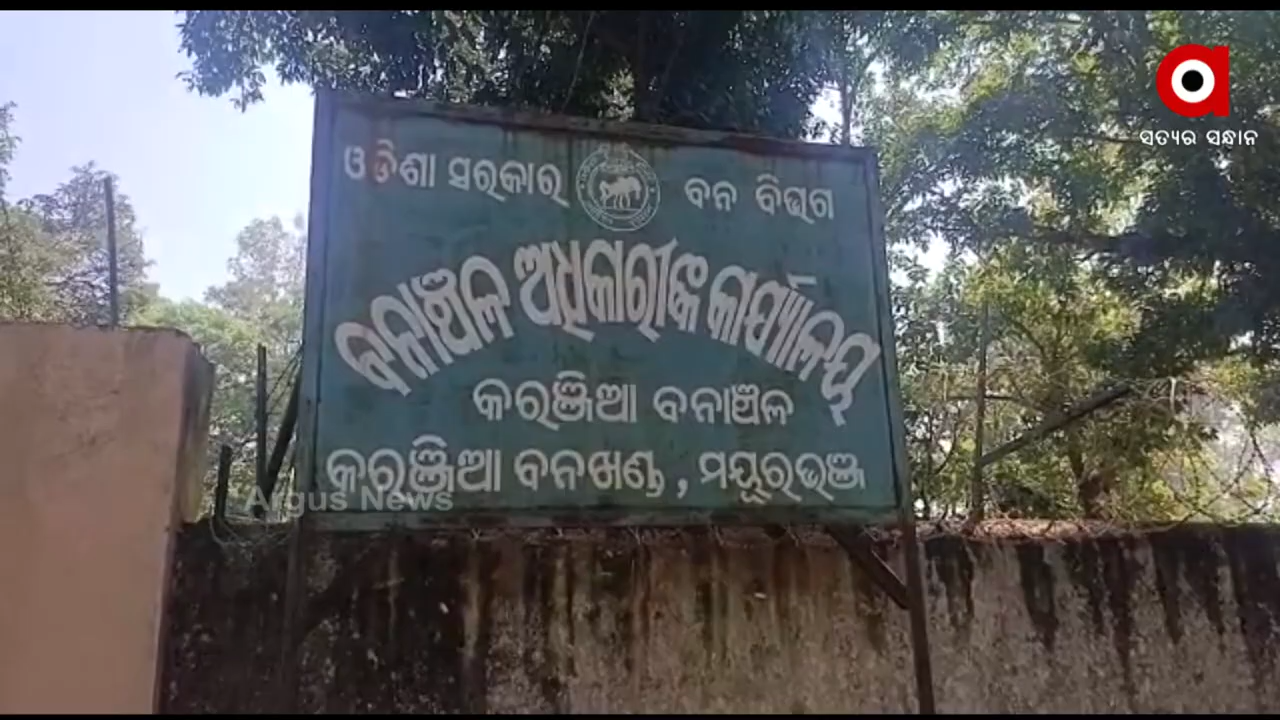 ସତ୍ୟର ସନ୍ଧାନ
ଓଡିଶା ସରକାର ବନ ବିଭାଗ
ବନାଞ୍ଚଳ ଅଧିକାରୀଙ୍କ କାର୍ଯ୍ୟାଳୟ
କରଞ୍ଜିଆ ବନାଞ୍ଚଳ
କରଞ୍ଜିଆ ବନଖଣ୍ଡ, ମୟୂରଭଞ୍ଜ
Argus News